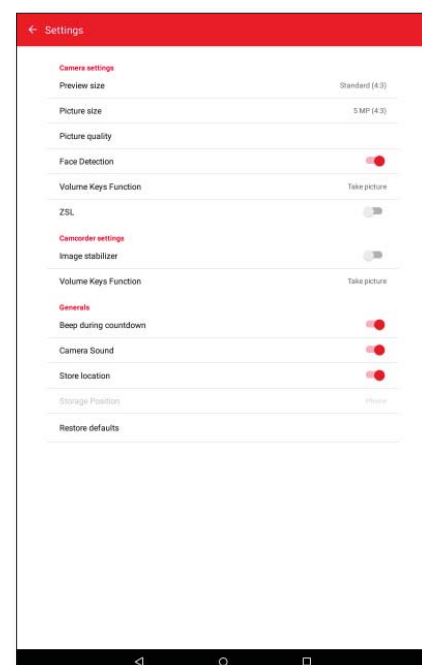 Settings
Camera settings
Preview size Standard (4:3)
Picture size 5 MP (4:3)
Picture quality
Face Detection
Volume Keys Function Take picture
ZSL
Camcorder settings
Image stabilizer
Volume Keys Function Take picture
Generals
Beep during countdown
Camera Sound
Store location
Storage Position Phone
Restore defaults